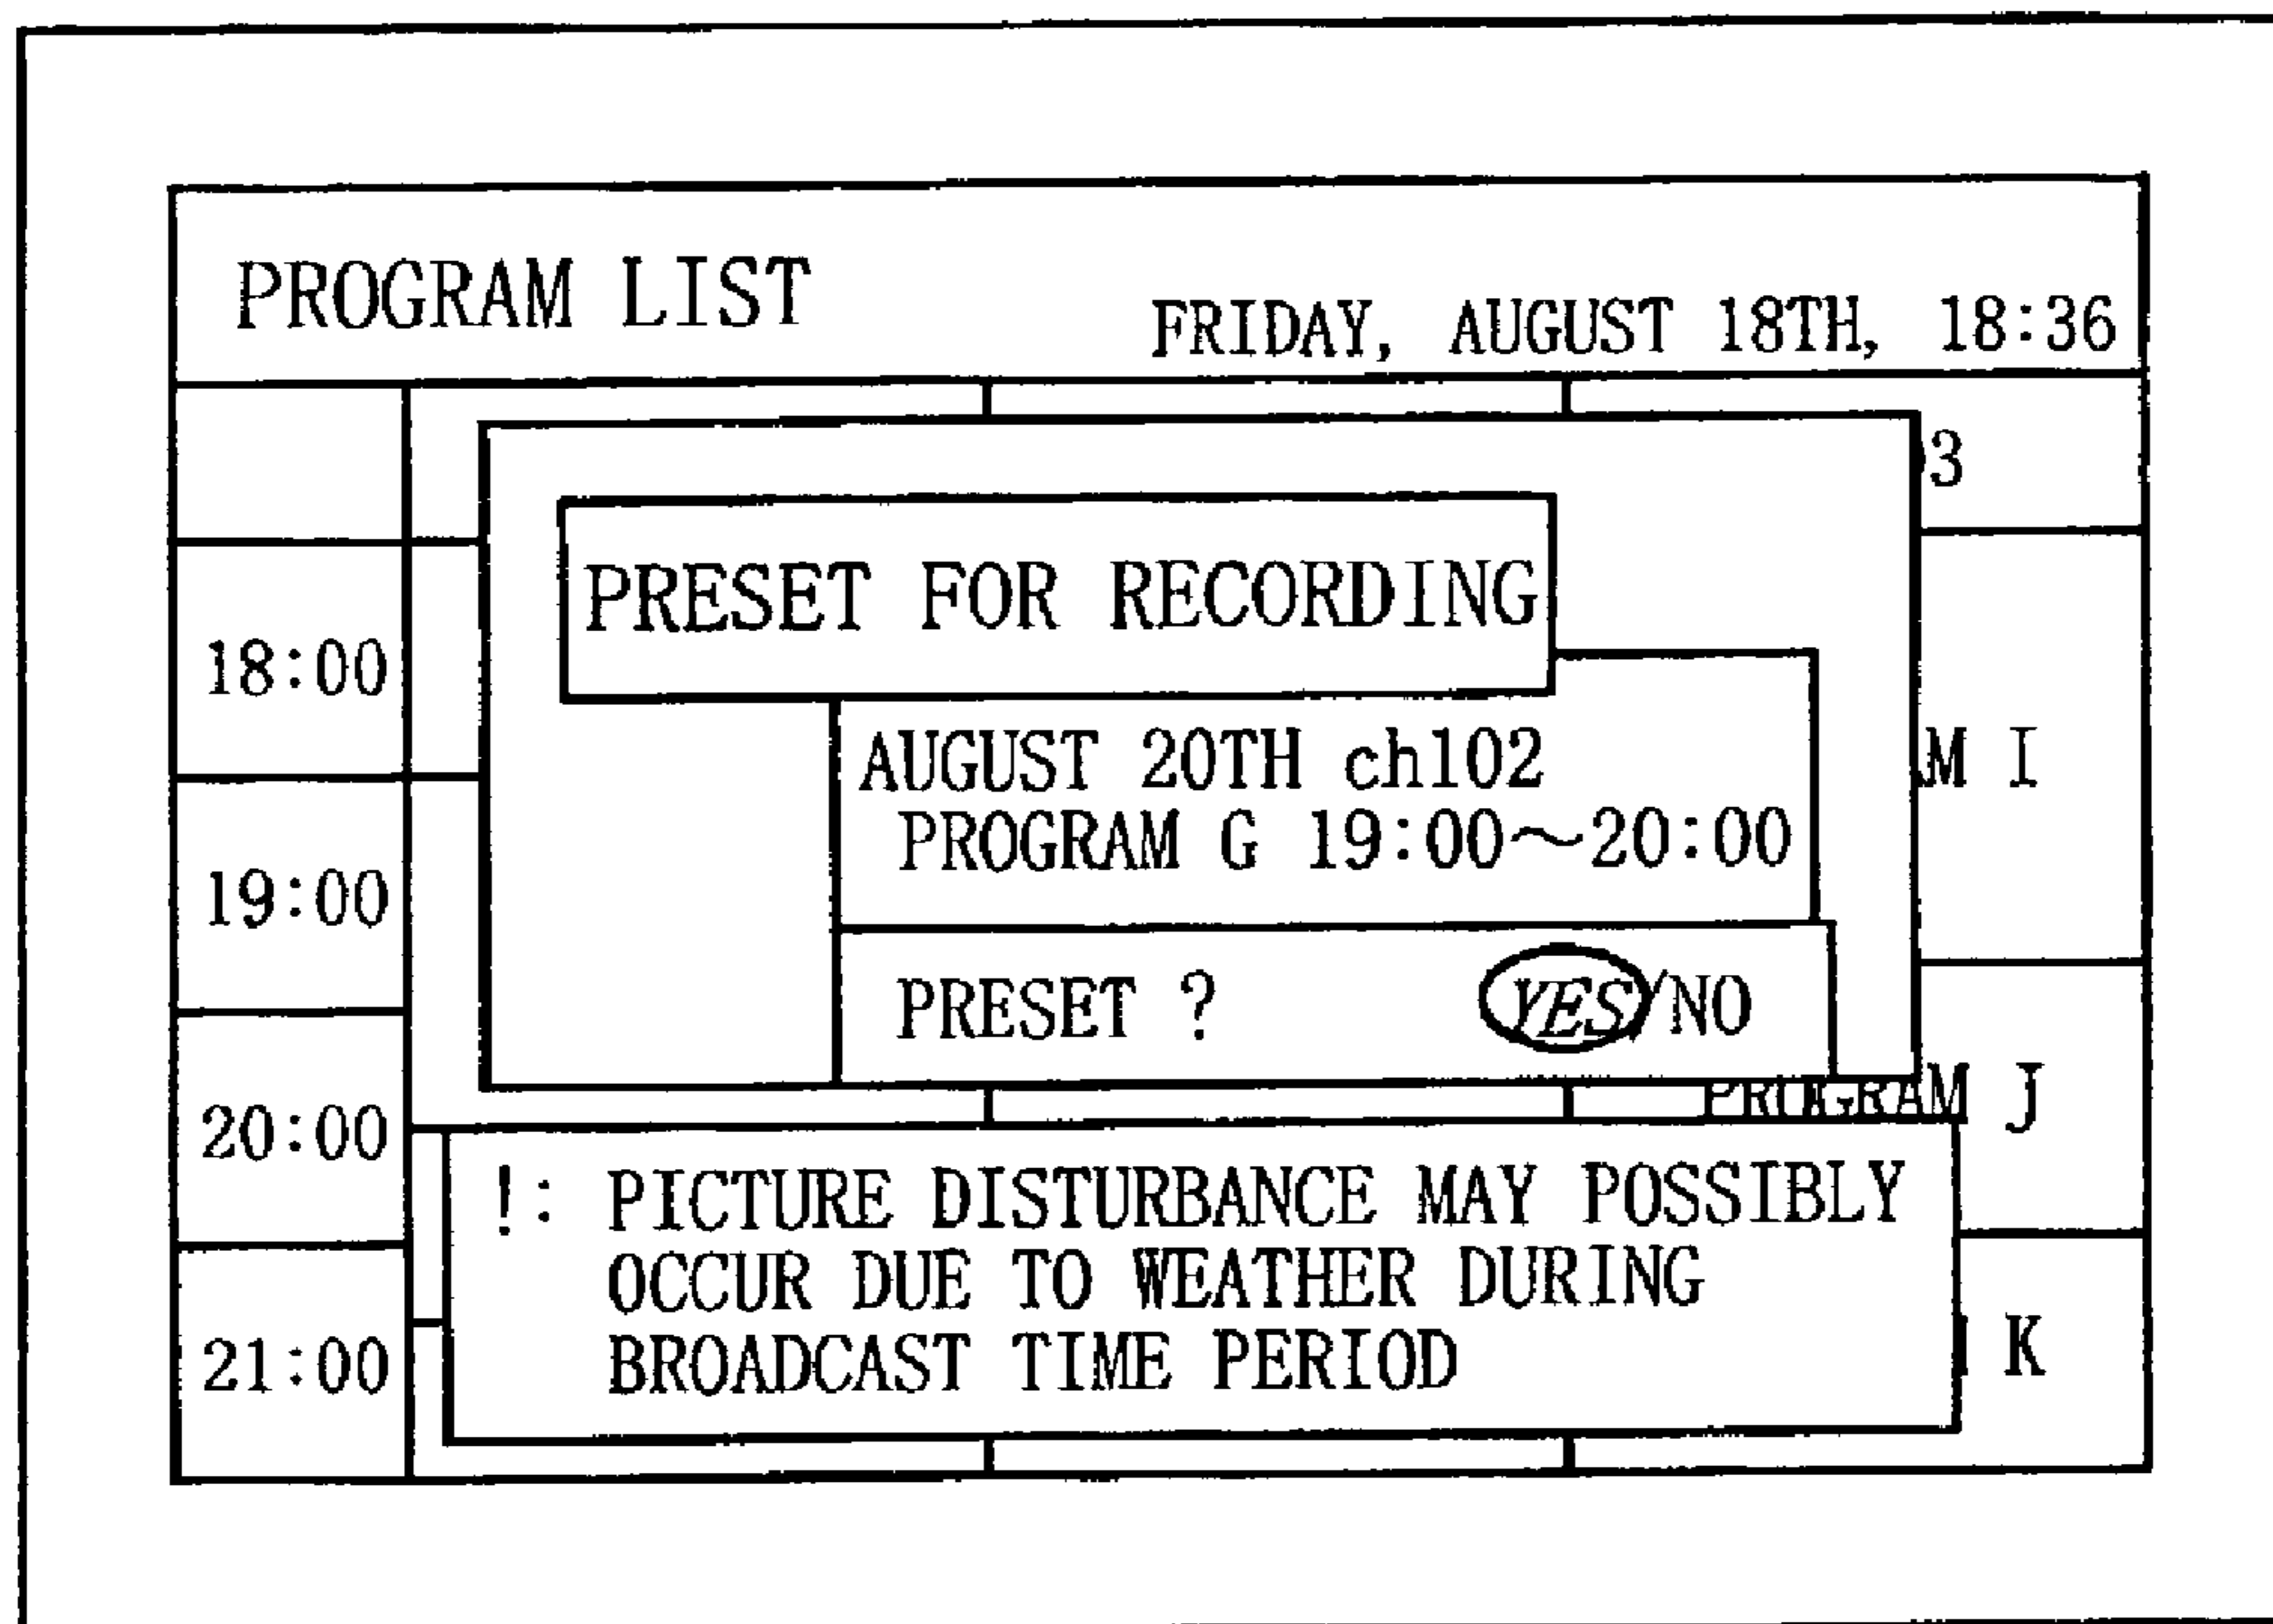 PROGRAM LIST
FRIDAY, AUGUST 18TH, 18:36
3
PRESET FOR RECORDING
18:00
AUGUST 20TH ch102
M I
PROGRAM G 19:00～20:00
19:00
PRESET ? YES/NO
PROGRAM J
20:00
!: PICTURE DISTURBANCE MAY POSSIBLY
OCCUR DUE TO WEATHER DURING
BROADCAST TIME PERIOD
21:00
K